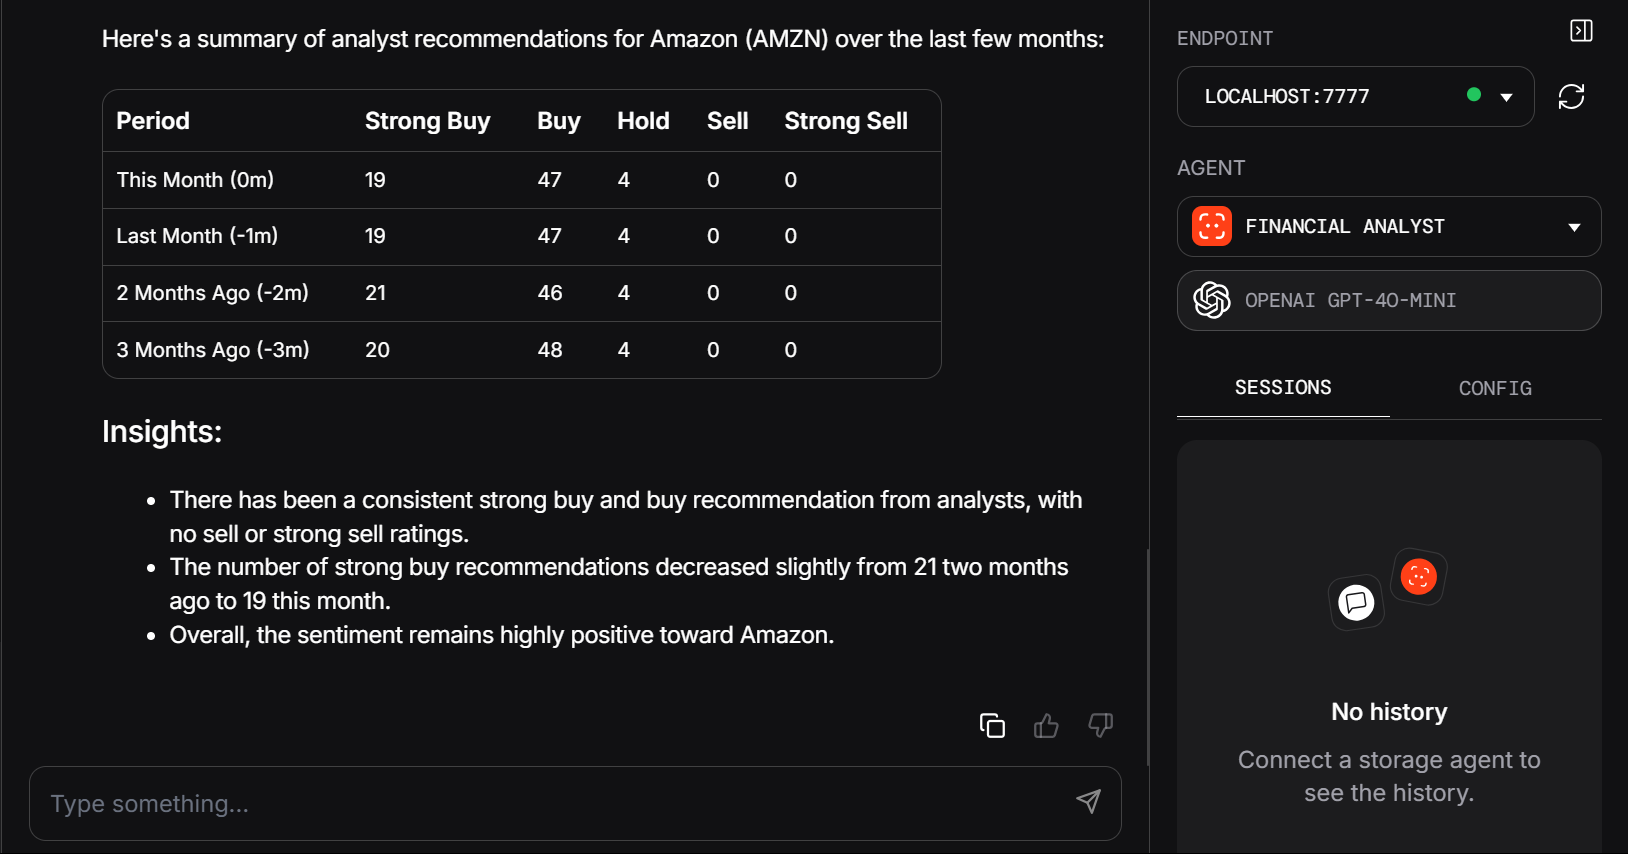 Here's a summary of analyst recommendations for Amazon (AMZN) over the last few months:
Period Strong Buy Buy Hold Sell Strong Sell
This Month (0m) 19 47 4 0 0
Last Month (-1m) 19 47 4 0 0
2 Months Ago (-2m) 21 46 4 0 0
3 Months Ago (-3m) 20 48 4 0 0
Insights:
• There has been a consistent strong buy and buy recommendation from analysts, with
no sell or strong sell ratings.
• The number of strong buy recommendations decreased slightly from 21 two months
ago to 19 this month.
• Overall, the sentiment remains highly positive toward Amazon.
Type something...
ENDPOINT
LOCALHOST:7777
AGENT
FINANCIAL ANALYST
OPENAI GPT-4O-MINI
SESSIONS CONFIG
No history
Connect a storage agent to
see the history.